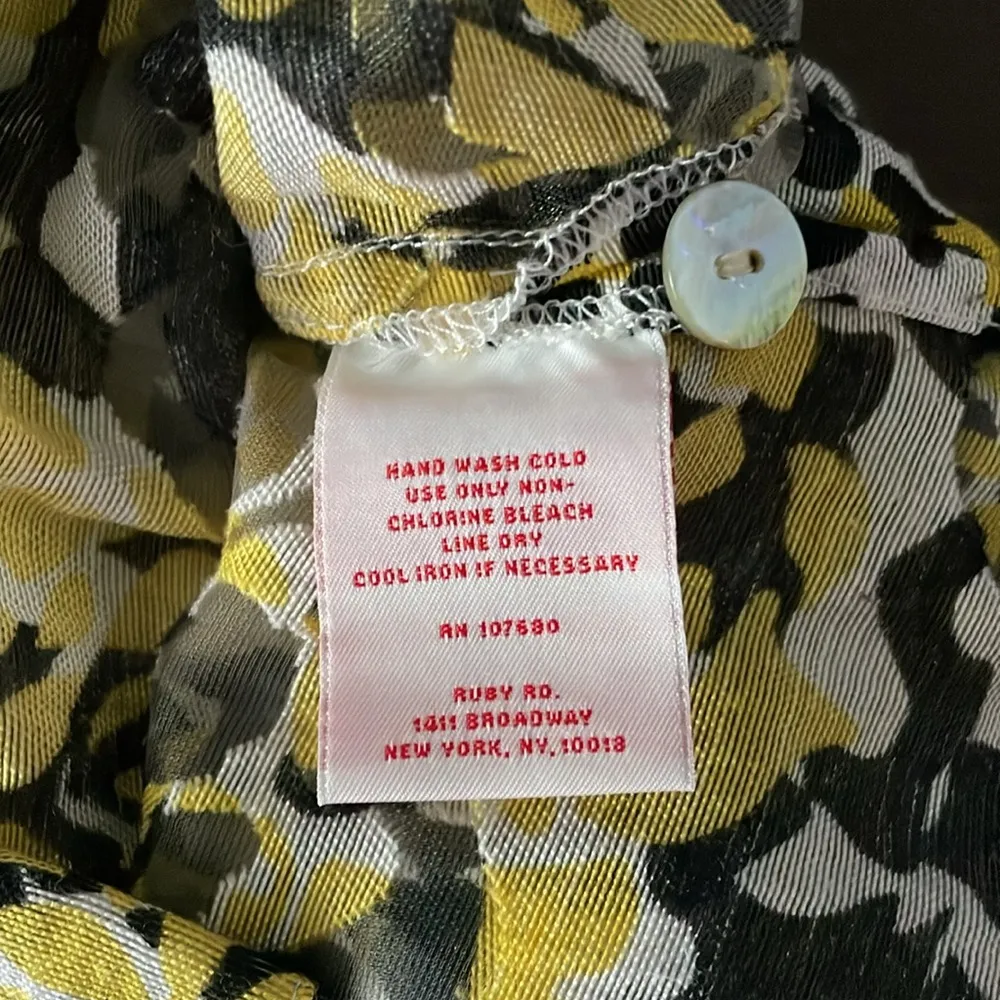 HAND WASH COLD
USE ONLY NON-
CHLORINE BLEACH
LINE DRY
COOL IRON IF NECESSARY
RN 107680
RUBY RD.
1411 BROADWAY
NEW YORK, NY, 10018